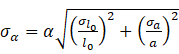 σ_α = α√((σ_{l_0}/l_0)² + (σ_a/a)²)